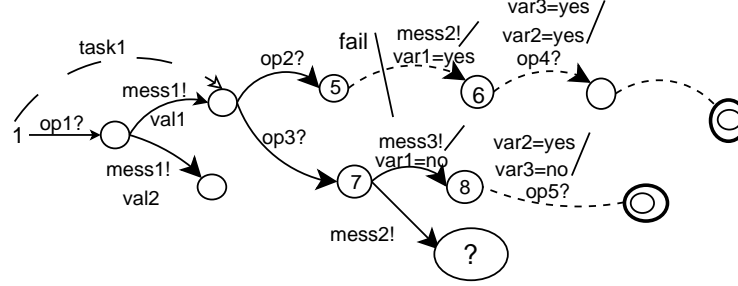 var3=yes
fail
mess2!
var2=yes
task1
var1=yes
op4?
op2?
mess1!
5
6
val1
1
op1?
op3?
mess3!
var2=yes
mess1!
var1=no
var3=no
val2
7
8
op5?
mess2!
?